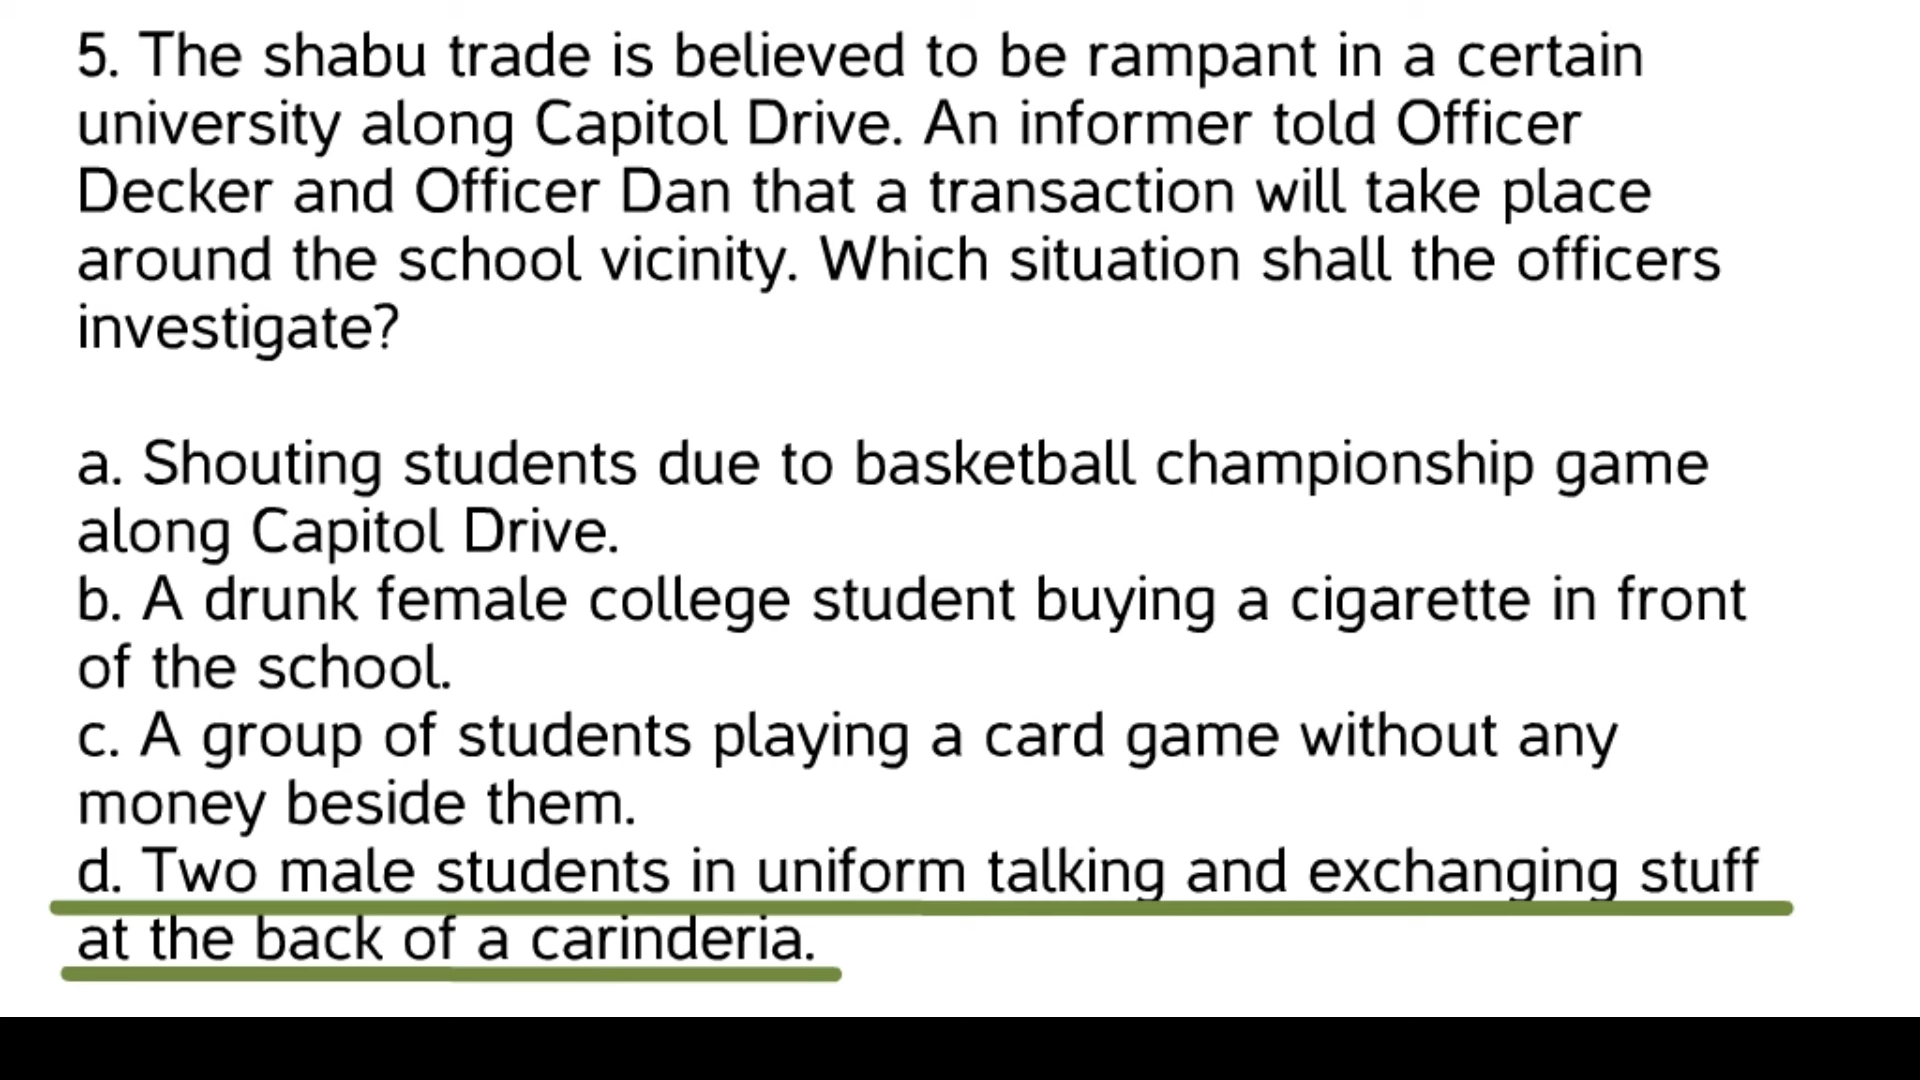 5. The shabu trade is believed to be rampant in a certain
university along Capitol Drive. An informer told Officer
Decker and Officer Dan that a transaction will take place
around the school vicinity. Which situation shall the officers
investigate?
a. Shouting students due to basketball championship game
along Capitol Drive.
b. A drunk female college student buying a cigarette in front
of the school.
c. A group of students playing a card game without any
money beside them.
d. Two male students in uniform talking and exchanging stuff
at the back of a carinderia.